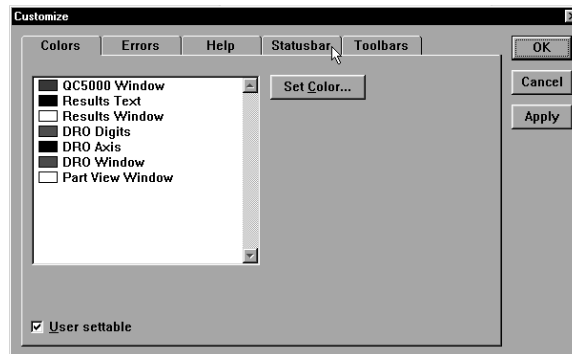 Customize
Colors Errors Help Statusbar Toolbars
OK
Cancel
Apply
QC5000 Window
Results Text
Results Window
DRO Digits
DRO Axis
DRO Window
Part View Window
Set Color...
User settable